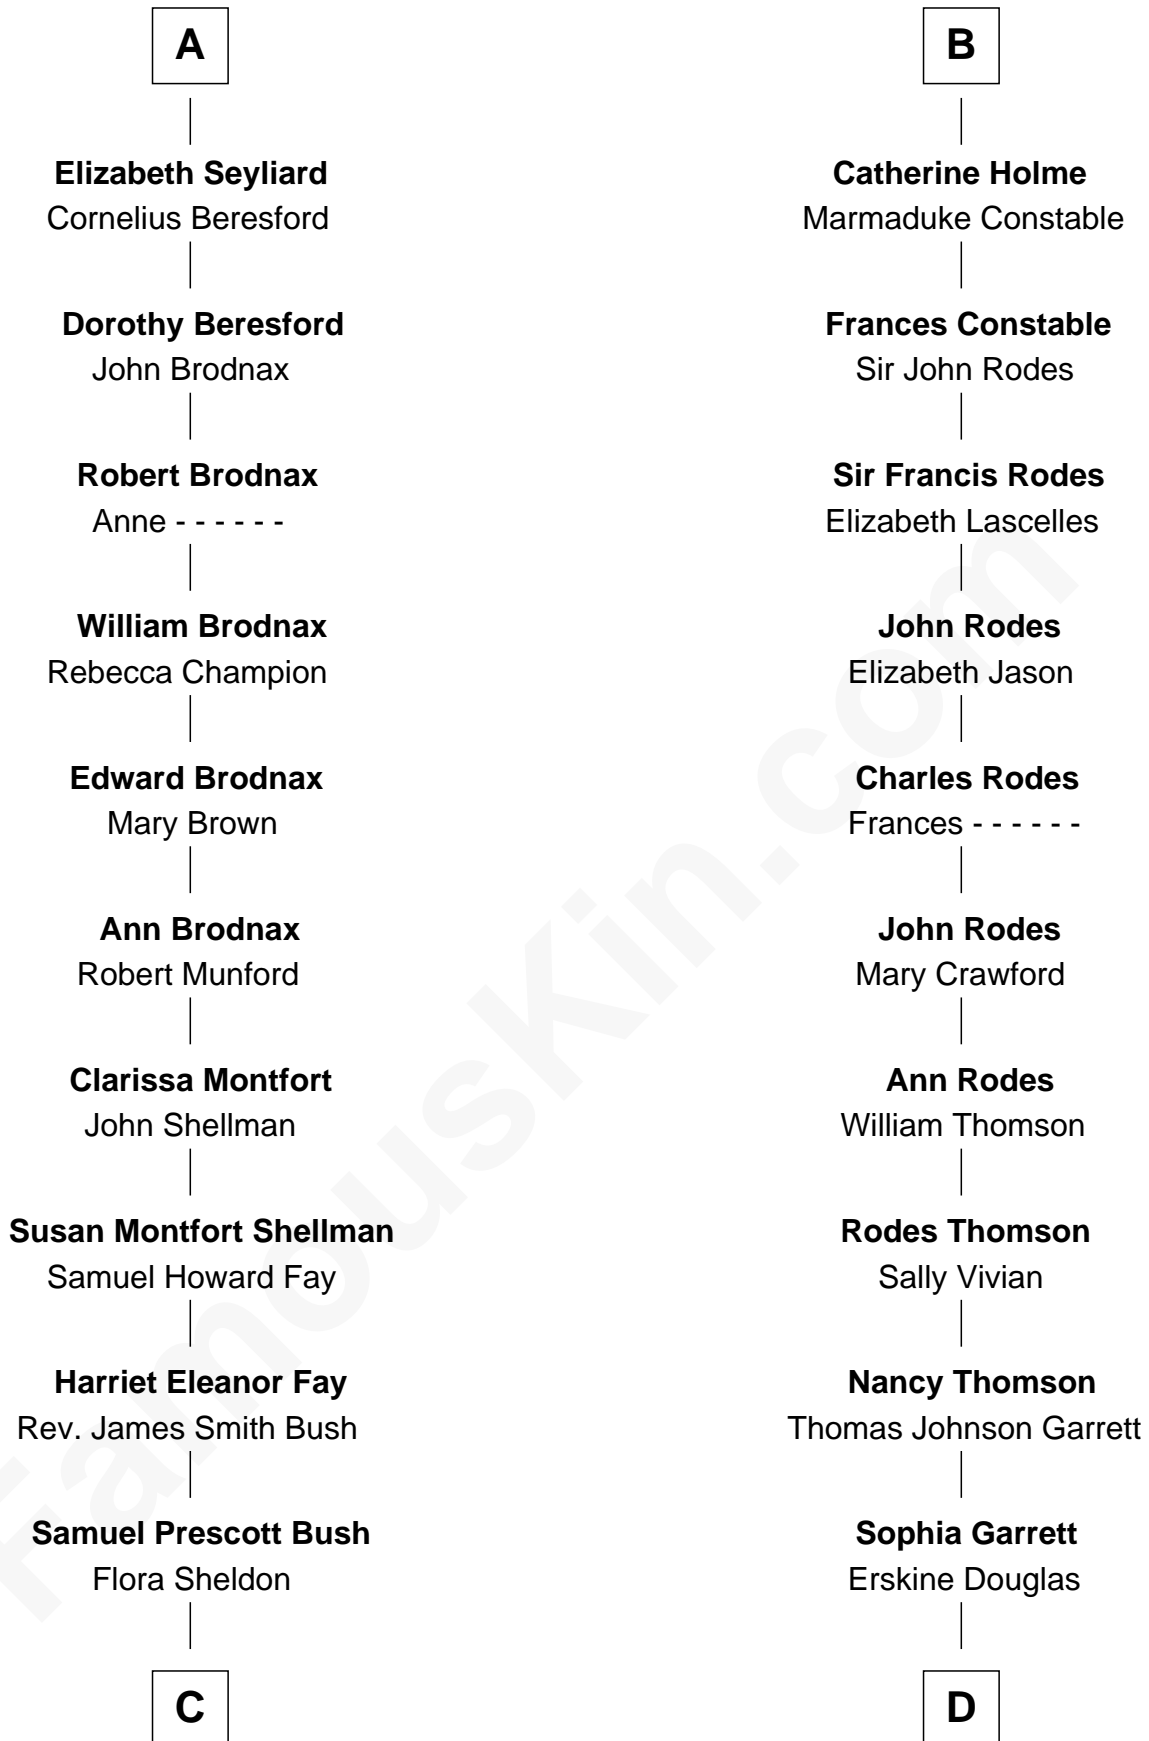 A
Elizabeth Seyliard
Cornelius Beresford
Dorothy Beresford
John Brodnax
Robert Brodnax
Anne - - - - - -
William Brodnax
Rebecca Champion
Edward Brodnax
Mary Brown
Ann Brodnax
Robert Munford
Clarissa Montfort
John Shellman
Susan Montfort Shellman
Samuel Howard Fay
Harriet Eleanor Fay
Rev. James Smith Bush
Samuel Prescott Bush
Flora Sheldon
C
B
Catherine Holme
Marmaduke Constable
Frances Constable
Sir John Rodes
Sir Francis Rodes
Elizabeth Lascelles
John Rodes
Elizabeth Jason
Charles Rodes
Frances - - - - - -
John Rodes
Mary Crawford
Ann Rodes
William Thomson
Rodes Thomson
Sally Vivian
Nancy Thomson
Thomas Johnson Garrett
Sophia Garrett
Erskine Douglas
D
FamousKin.com